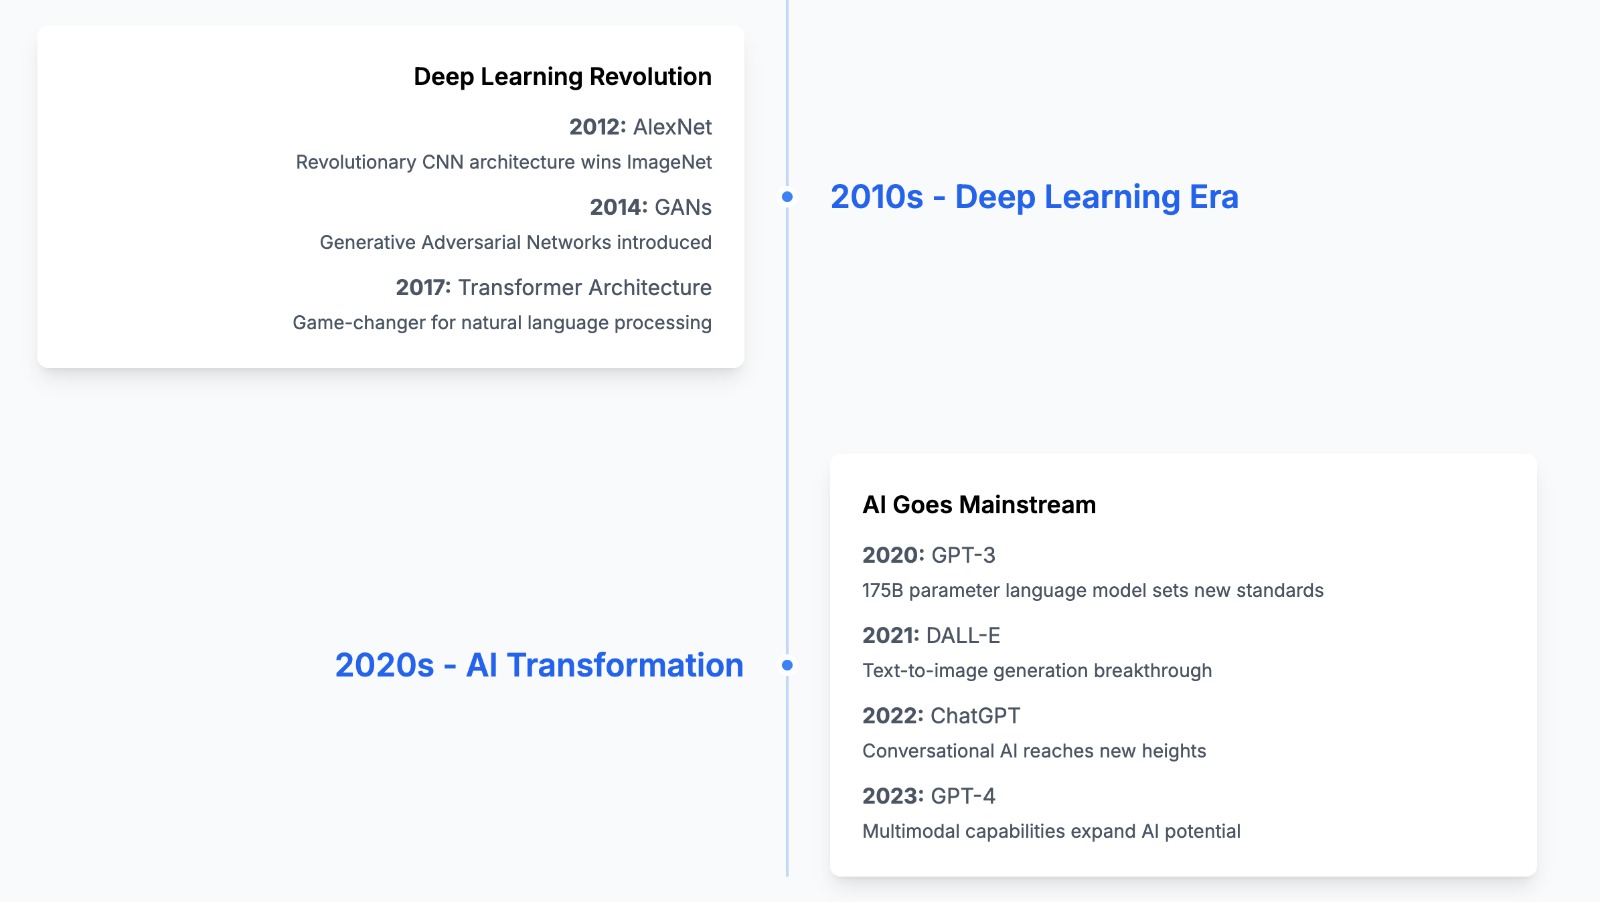 Deep Learning Revolution
2012: AlexNet
Revolutionary CNN architecture wins ImageNet
2014: GANs
Generative Adversarial Networks introduced
2017: Transformer Architecture
Game-changer for natural language processing
2010s - Deep Learning Era
2020s - AI Transformation
AI Goes Mainstream
2020: GPT-3
175B parameter language model sets new standards
2021: DALL-E
Text-to-image generation breakthrough
2022: ChatGPT
Conversational AI reaches new heights
2023: GPT-4
Multimodal capabilities expand AI potential